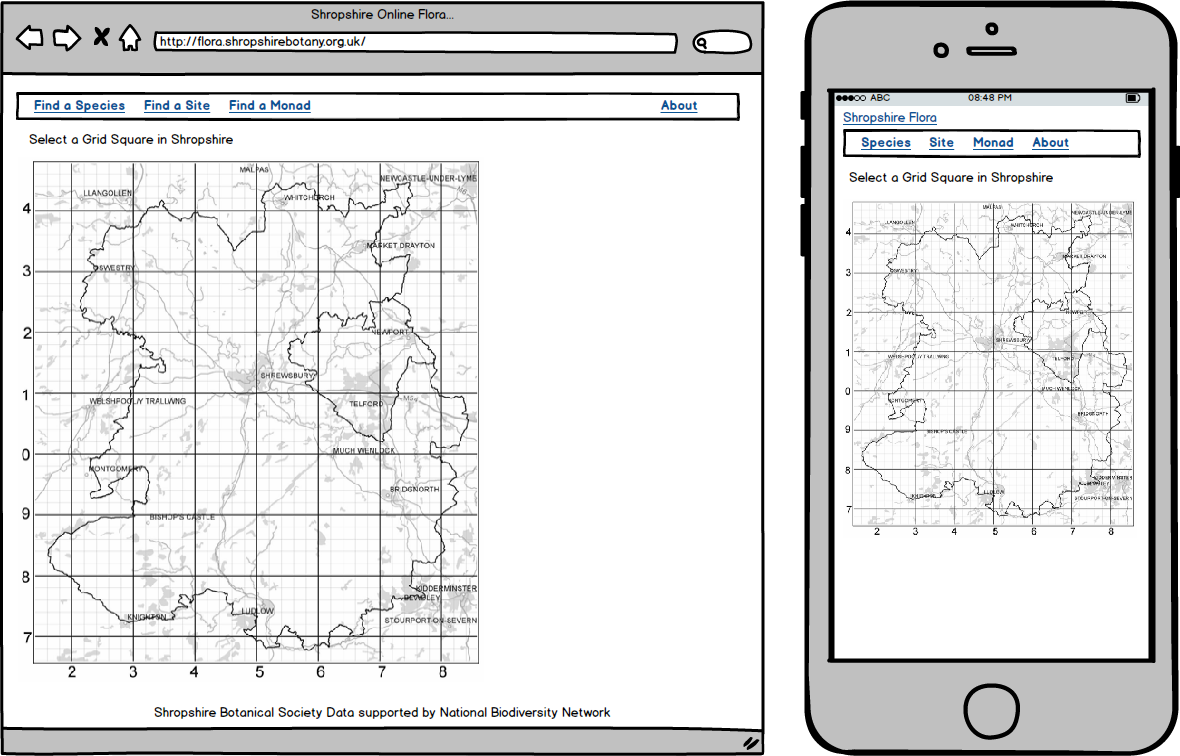 Shropshire Online Flora...
http://flora.shropshirebotany.org.uk/
Find a Species Find a Site Find a Monad About
Select a Grid Square in Shropshire
MALPAS
NEWCASTLE-UNDER-LYME
LLANGOLLEN
WHITCHURCH
4
MARKET DRAYTON
OSWESTRY
3
2
NEWPORT
SHREWSBURY
1
WELSHPOOL/Y TRALLWNG
TELFORD
M54
0
MUCH WENLOCK
MONTGOMERY
BRIDGNORTH
9
BISHOP'S CASTLE
8
KIDDERMINSTER
BEWDLEY
LUDLOW
KNIGHTON
STOURPORT-ON-SEVERN
7
2 3 4 5 6 7 8
Shropshire Botanical Society Data supported by National Biodiversity Network
ABC 08:48 PM
Shropshire Flora
Species Site Monad About
Select a Grid Square in Shropshire
MALPAS
NEWCASTLE-UNDER-LYME
LLANGOLLEN
WHITCHURCH
4
MARKET DRAYTON
OSWESTRY
3
2
SHREWSBURY
1
WELSHPOOL/Y TRALLWNG
TELFORD
0
MUCH WENLOCK
MONTGOMERY
BRIDGNORTH
9
BISHOP'S CASTLE
8
KIDDERMINSTER
LUDLOW
KNIGHTON
STOURPORT-ON-SEVERN
7
2 3 4 5 6 7 8